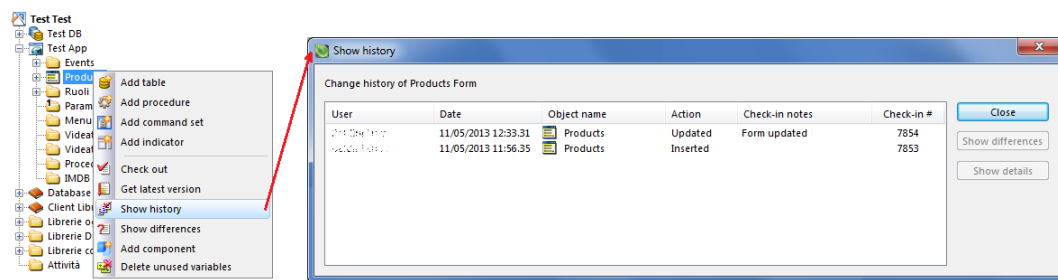 Test Test
Test DB
Test App
Events
Produ
Ruoli
Param
Menu
Videat
Videat
Proced
IMDB
Database
Client Libr
Librerie o
Librerie D
Librerie co
Attività
Add table
Add procedure
Add command set
Add indicator
Check out
Get latest version
Show history
Show differences
Add component
Delete unused variables
Show history
Change history of Products Form
User Date Object name Action Check-in notes Check-in #
11/05/2013 12:33.31 Products Updated Form updated 7854
11/05/2013 11:56.35 Products Inserted 7853
Close
Show differences
Show details